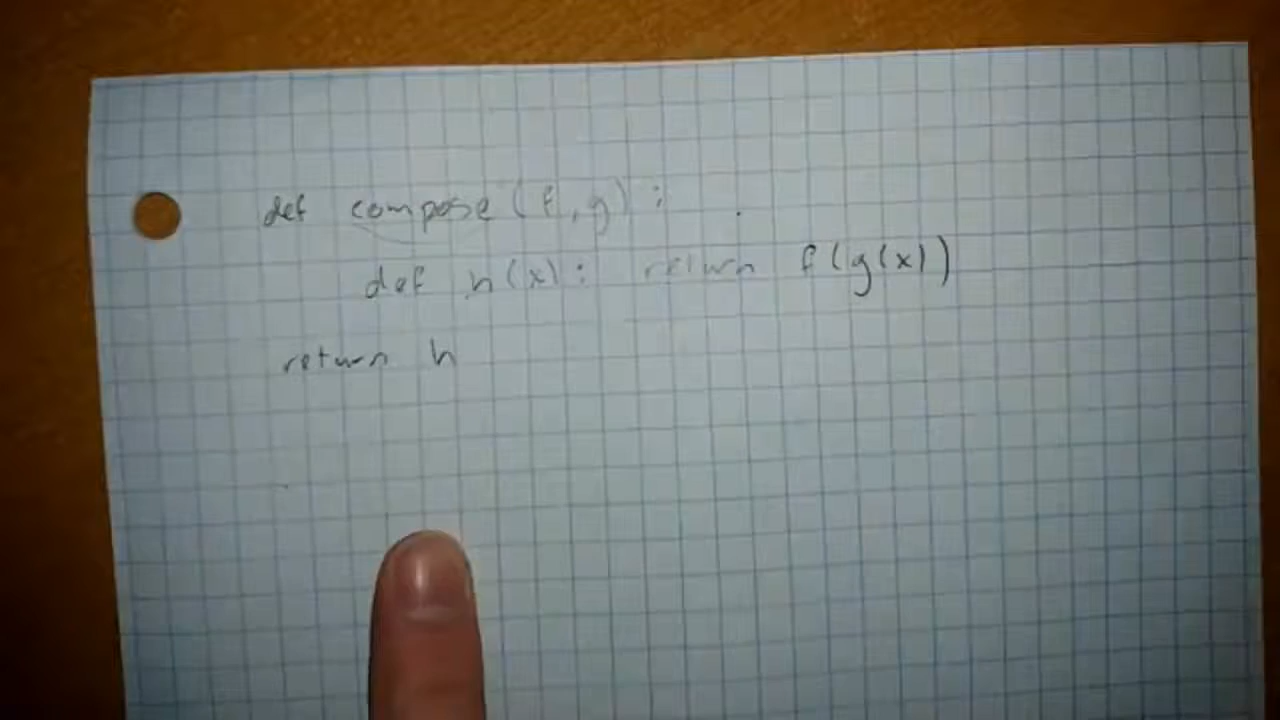 def compose (f, g) :
def h(x): return f(g(x))
return h